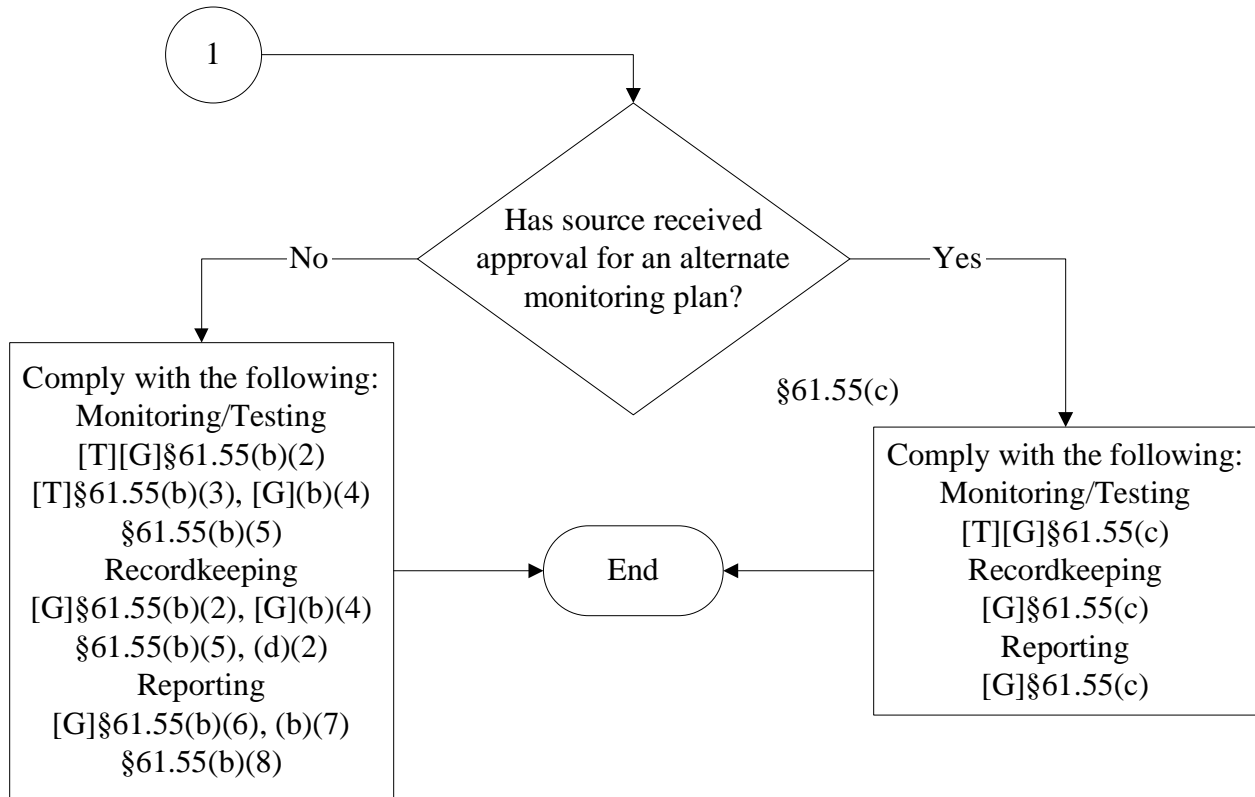 1
Has source received
approval for an alternate
monitoring plan?
No
Yes
§61.55(c)
Comply with the following:
Monitoring/Testing
[T][G]§61.55(b)(2)
[T]§61.55(b)(3), [G](b)(4)
§61.55(b)(5)
Recordkeeping
[G]§61.55(b)(2), [G](b)(4)
§61.55(b)(5), (d)(2)
Reporting
[G]§61.55(b)(6), (b)(7)
§61.55(b)(8)
End
Comply with the following:
Monitoring/Testing
[T][G]§61.55(c)
Recordkeeping
[G]§61.55(c)
Reporting
[G]§61.55(c)